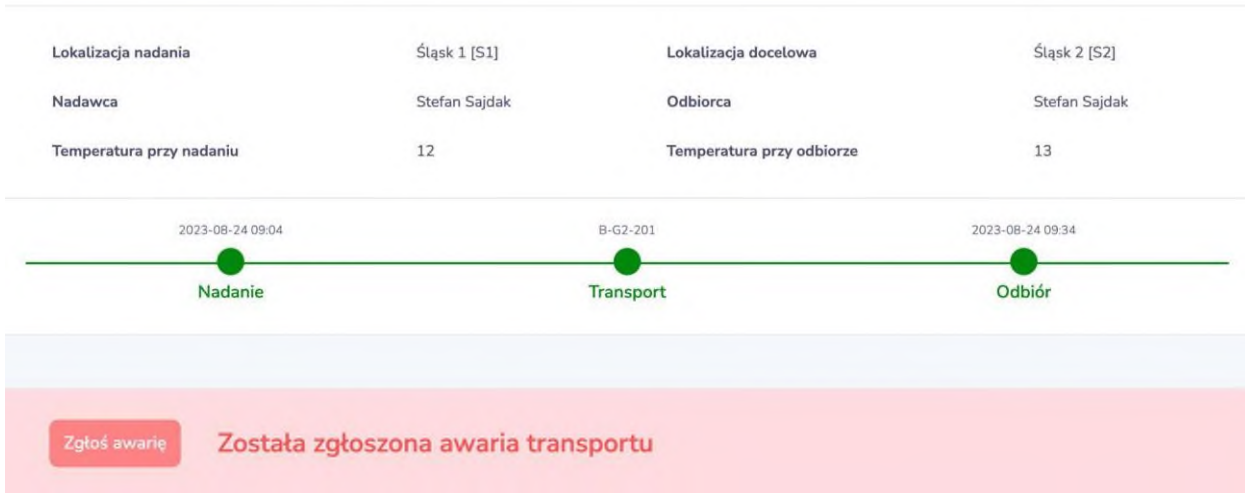 Lokalizacja nadania Śląsk 1 [S1] Lokalizacja docelowa Śląsk 2 [S2]
Nadawca Stefan Sajdak Odbiorca Stefan Sajdak
Temperatura przy nadaniu 12 Temperatura przy odbiorze 13
2023-08-24 09:04 B-G2-201 2023-08-24 09:34
Nadanie Transport Odbiór
Zgłoś awarię Została zgłoszona awaria transportu